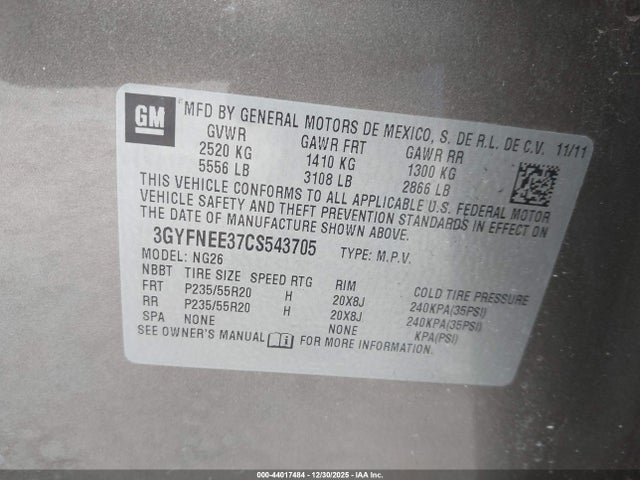 GM
MFD BY GENERAL MOTORS DE MEXICO, S. DE R.L. DE C.V. 11/11
GVWR GAWR FRT GAWR RR
2520 KG 1410 KG 1300 KG
5556 LB 3108 LB 2866 LB
THIS VEHICLE CONFORMS TO ALL APPLICABLE U.S. FEDERAL MOTOR
VEHICLE SAFETY AND THEFT PREVENTION STANDARDS IN EFFECT ON
THE DATE OF MANUFACTURE SHOWN ABOVE.
3GYFNEE37CS543705 TYPE: M.P.V.
MODEL: NG26
NBBT TIRE SIZE SPEED RTG RIM COLD TIRE PRESSURE
FRT P235/55R20 H 20X8J 240KPA(35PSI)
RR P235/55R20 H 20X8J 240KPA(35PSI)
SPA NONE NONE KPA(PSI)
SEE OWNER'S MANUAL i FOR MORE INFORMATION.
000-44017484 - 12/30/2025 - IAA Inc.